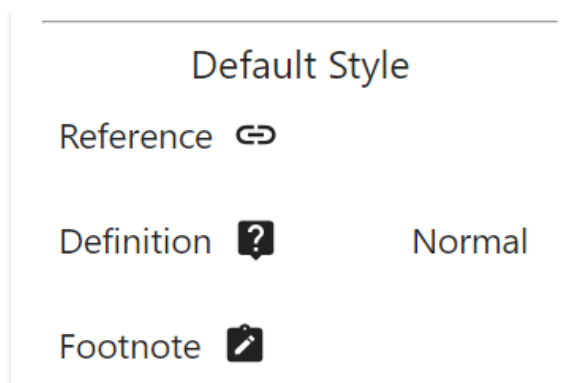 Default Style
Reference
Definition Normal
Footnote